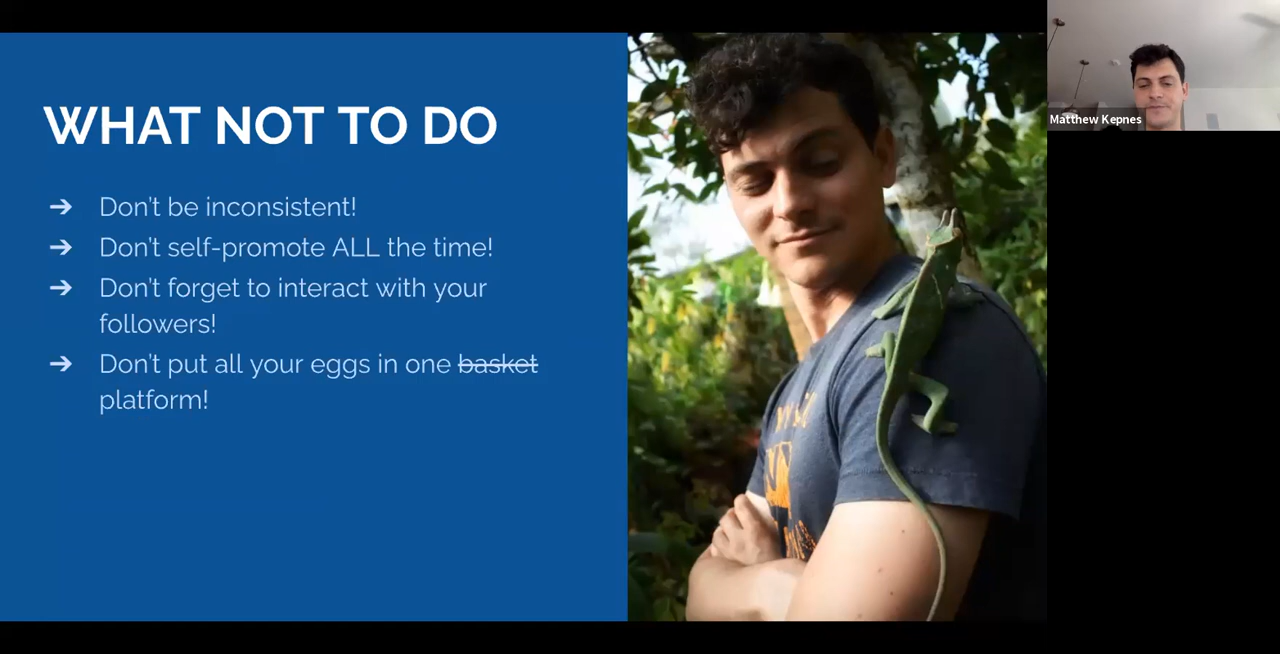 WHAT NOT TO DO
➔ Don't be inconsistent!
➔ Don't self-promote ALL the time!
➔ Don't forget to interact with your
followers!
➔ Don't put all your eggs in one basket
platform!
Matthew Kepnes